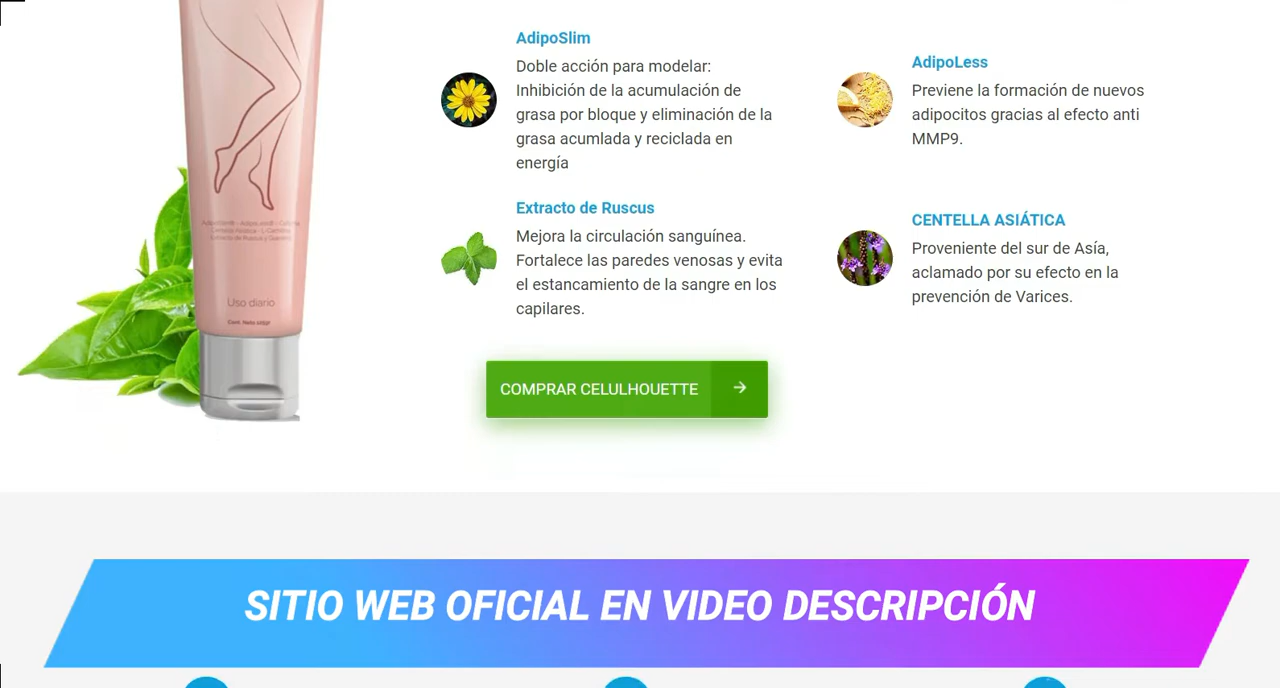 AdipoSlim
Doble acción para modelar:
Inhibición de la acumulación de
grasa por bloque y eliminación de la
grasa acumlada y reciclada en
energía
AdipoLess
Previene la formación de nuevos
adipocitos gracias al efecto anti
MMP9.
Extracto de Ruscus
Mejora la circulación sanguínea.
Fortalece las paredes venosas y evita
el estancamiento de la sangre en los
capilares.
CENTELLA ASIÁTICA
Proveniente del sur de Asía,
aclamado por su efecto en la
prevención de Varices.
Uso diario
COMPRAR CELULHOUETTE
SITIO WEB OFICIAL EN VIDEO DESCRIPCIÓN